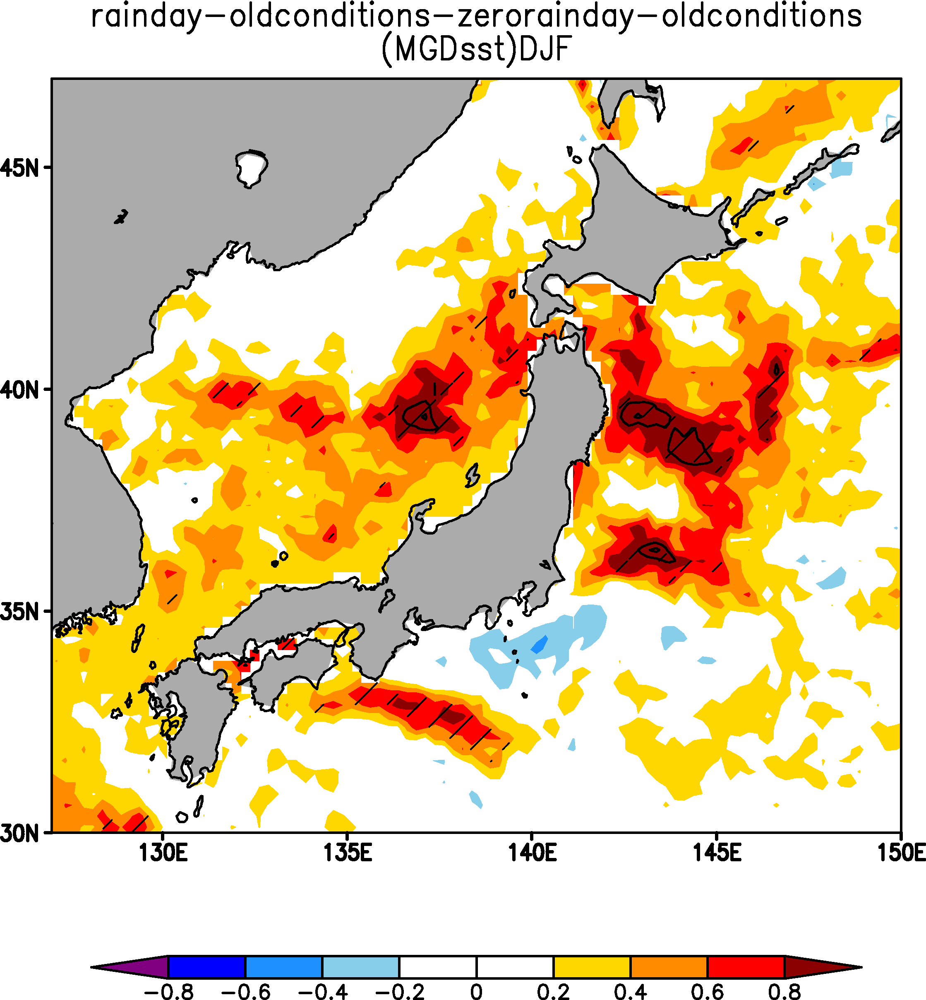 rainday−oldconditions−zerorainday−oldconditions
(MGDsst)DJF
45N
40N
35N
30N
130E 135E 140E 145E 150E
−0.8 −0.6 −0.4 −0.2 0 0.2 0.4 0.6 0.8